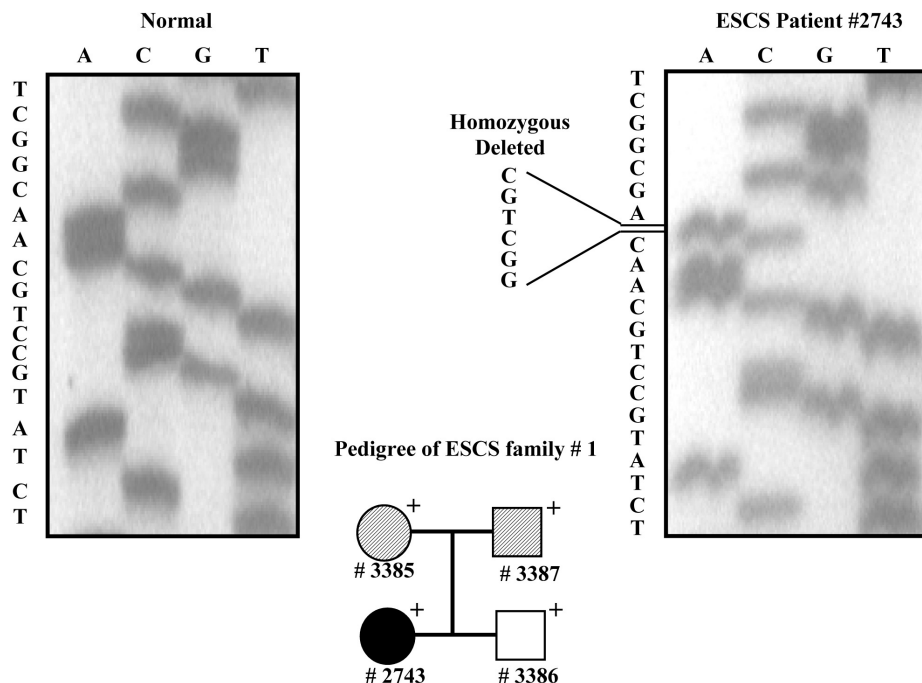 Normal
A C G T
T C G G C A A C G T C C G T A T C T
Homozygous
Deleted
C G T C G G
ESCS Patient #2743
A C G T
T C G G C G A C A A C G T C C G T A T C T
Pedigree of ESCS family # 1
+ +
# 3385 # 3387
+ +
# 2743 # 3386